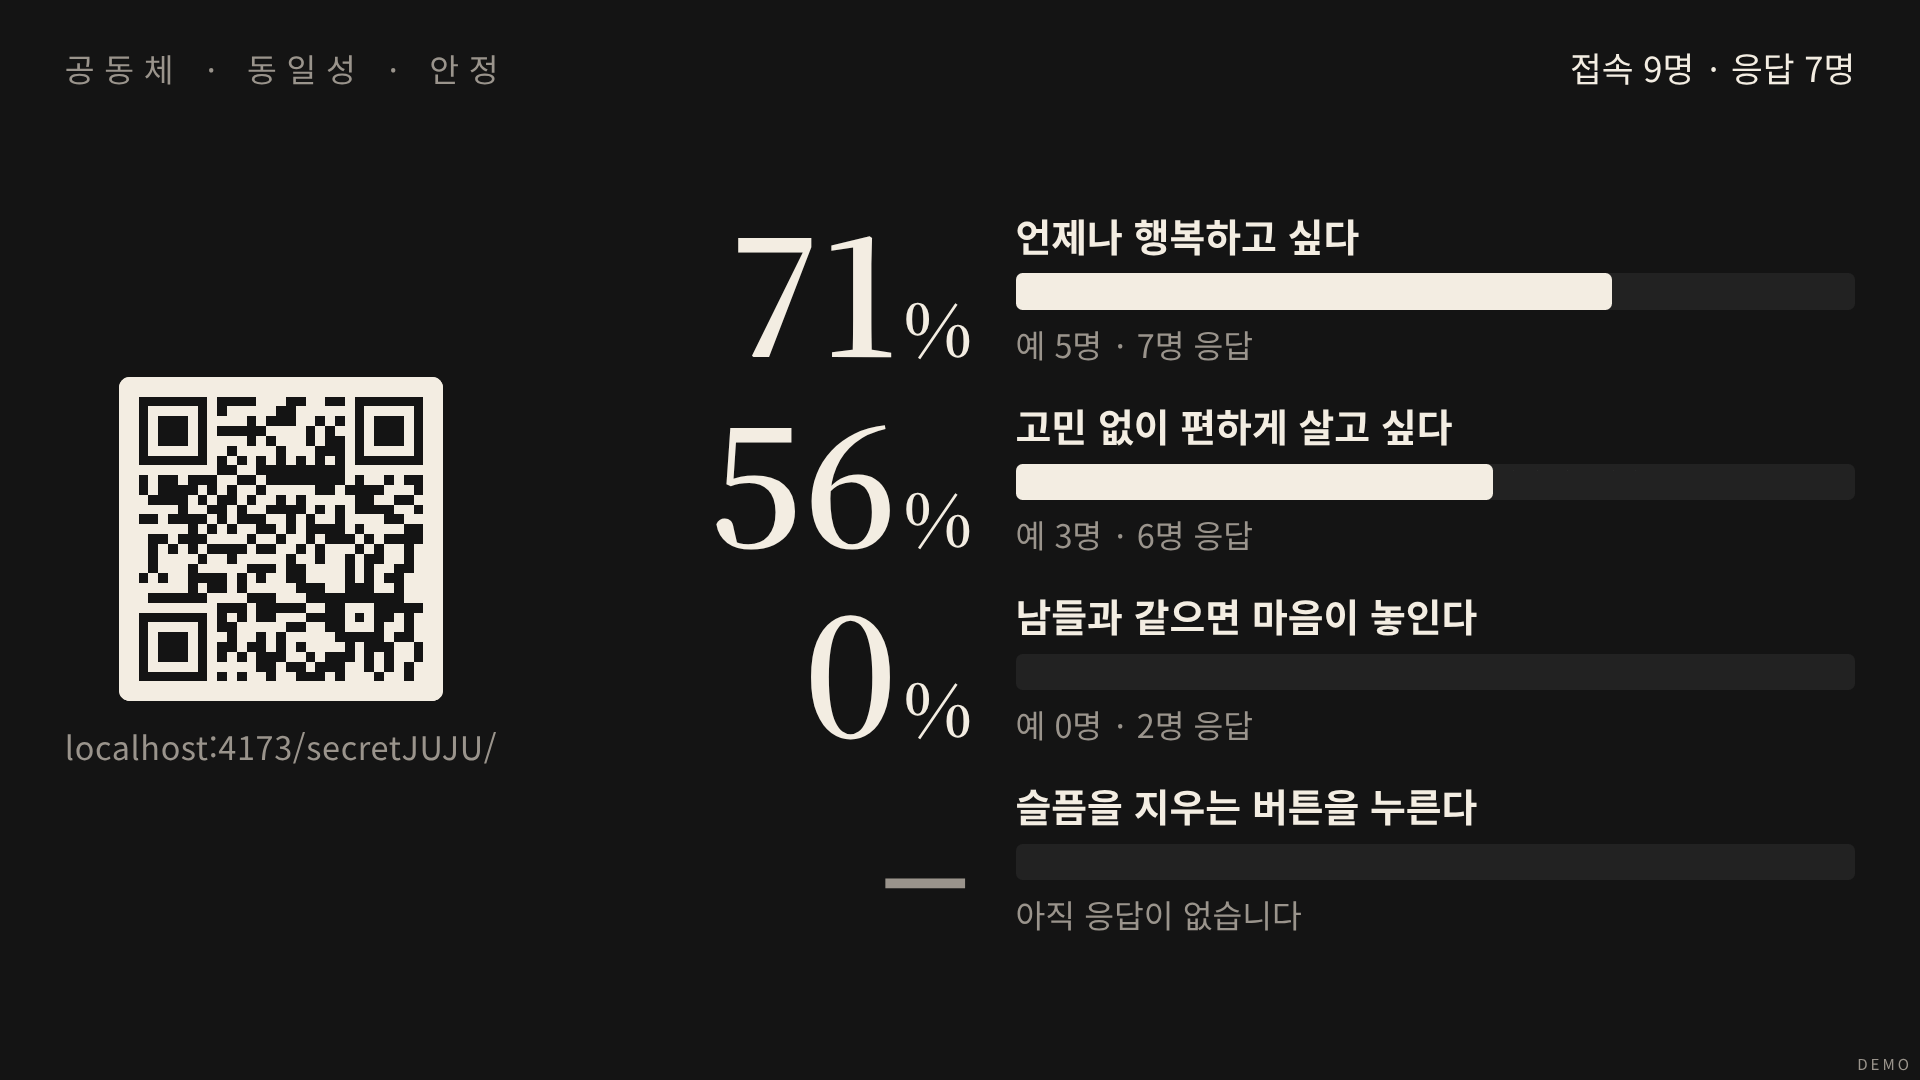 공동체 · 동일성 · 안정
접속 9명 · 응답 7명
71%
언제나 행복하고 싶다
예 5명 · 7명 응답
56%
고민 없이 편하게 살고 싶다
예 3명 · 6명 응답
0%
남들과 같으면 마음이 놓인다
예 0명 · 2명 응답
—
슬픔을 지우는 버튼을 누른다
아직 응답이 없습니다
localhost:4173/secretJUJU/
DEMO